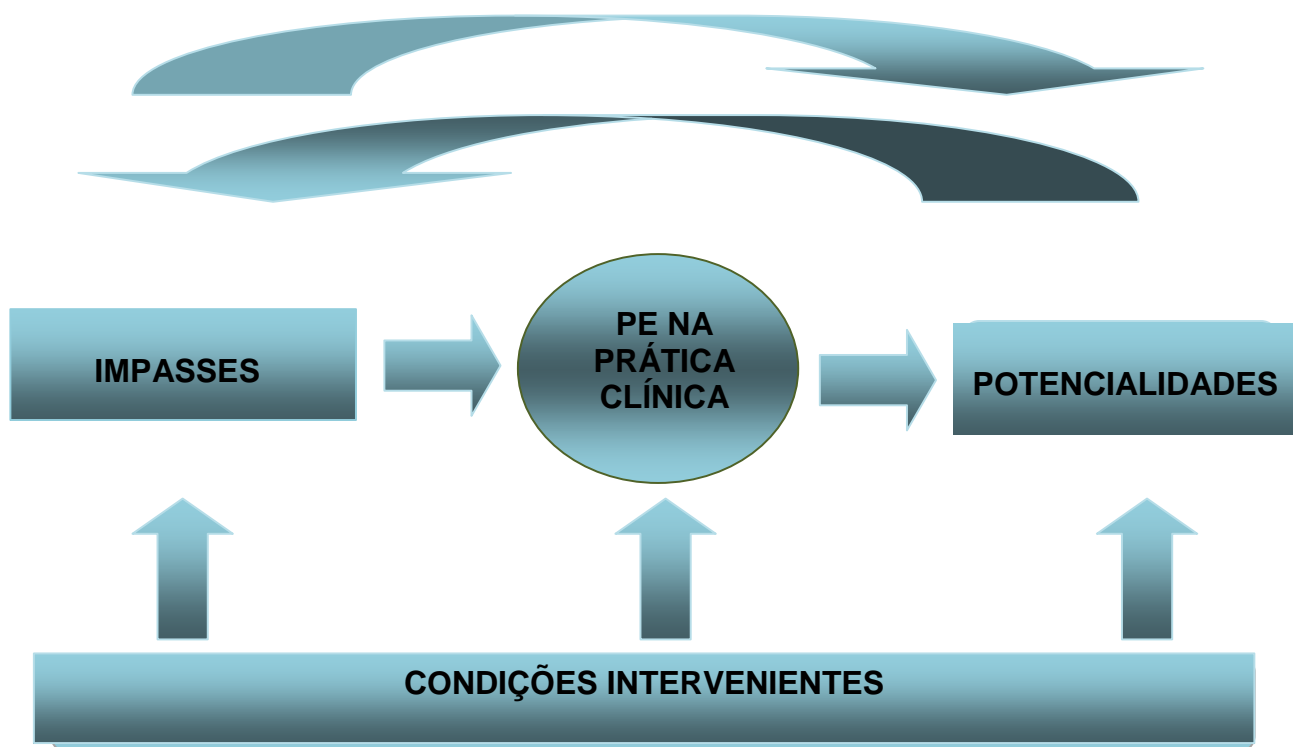 IMPASSES
PE NA
PRÁTICA
CLÍNICA
POTENCIALIDADES
CONDIÇÕES INTERVENIENTES